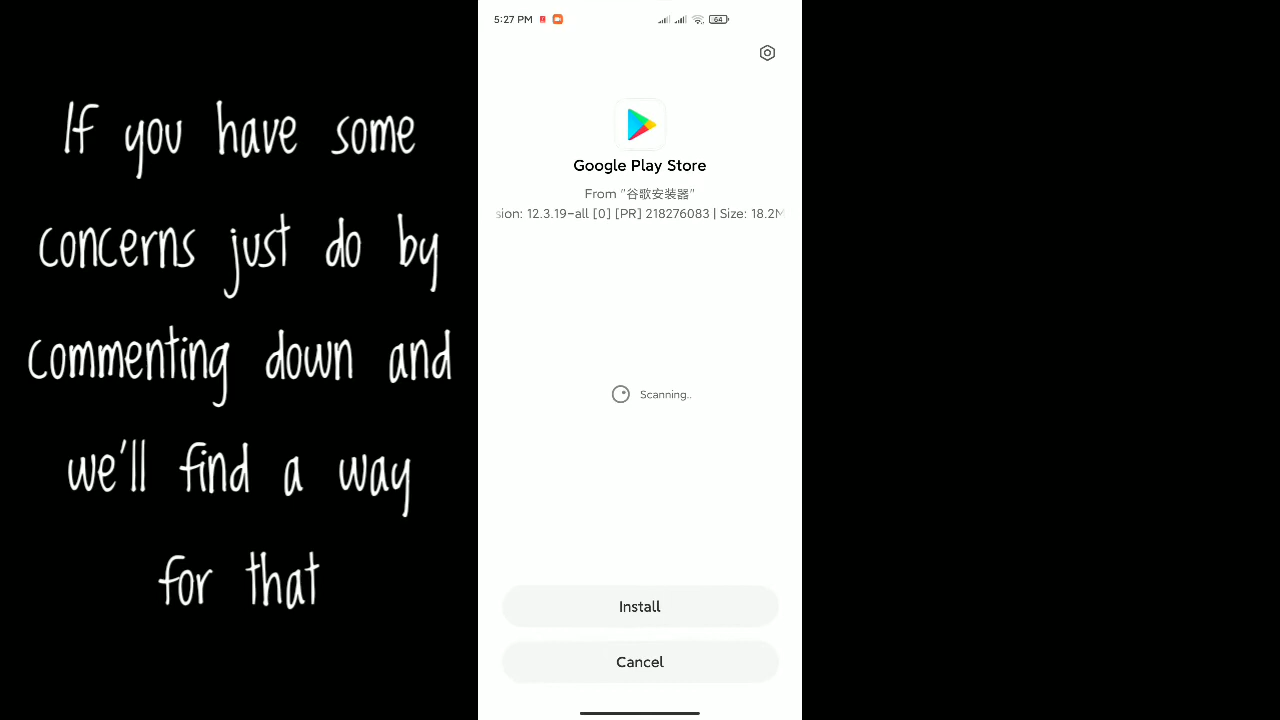 If you have some
concerns just do by
commenting down and
we'll find a way
for that
5:27 PM
64
Google Play Store
From "谷歌安装器"
sion: 12.3.19-all [0] [PR] 218276083 | Size: 18.2M
Scanning..
Install
Cancel